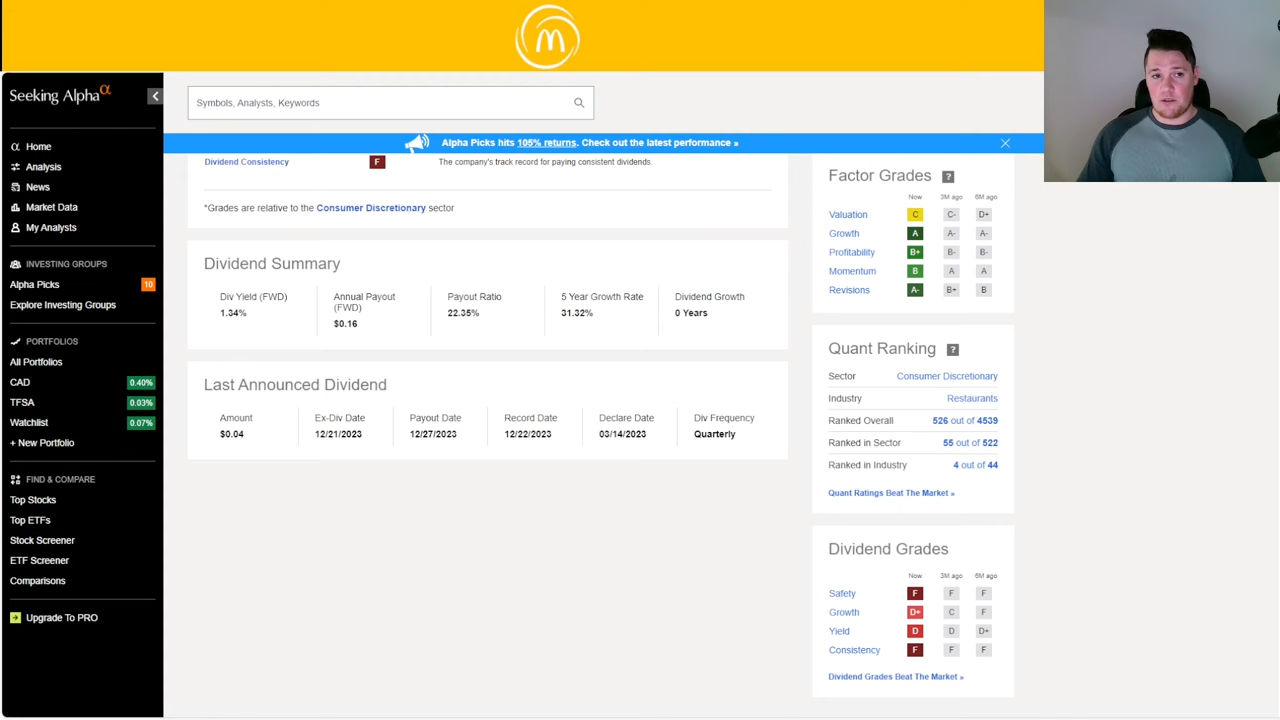 Seeking Alpha α
Symbols, Analysts, Keywords
Alpha Picks hits 105% returns. Check out the latest performance »
α Home
Analysis
News
Market Data
My Analysts
INVESTING GROUPS
Alpha Picks 10
Explore Investing Groups
PORTFOLIOS
All Portfolios
CAD 0.40%
TFSA 0.03%
Watchlist 0.07%
+ New Portfolio
FIND & COMPARE
Top Stocks
Top ETFs
Stock Screener
ETF Screener
Comparisons
Upgrade To PRO
Dividend Consistency F The company's track record for paying consistent dividends.
*Grades are relative to the Consumer Discretionary sector
Dividend Summary
Div Yield (FWD)
1.34%
Annual Payout
(FWD)
$0.16
Payout Ratio
22.35%
5 Year Growth Rate
31.32%
Dividend Growth
0 Years
Last Announced Dividend
Amount Ex-Div Date Payout Date Record Date Declare Date Div Frequency
$0.04 12/21/2023 12/27/2023 12/22/2023 03/14/2023 Quarterly
Factor Grades ?
Now 3M ago 6M ago
Valuation C C- D+
Growth A A- A-
Profitability B+ B- B-
Momentum B A A
Revisions A- B+ B
Quant Ranking ?
Sector Consumer Discretionary
Industry Restaurants
Ranked Overall 526 out of 4539
Ranked in Sector 55 out of 522
Ranked in Industry 4 out of 44
Quant Ratings Beat The Market »
Dividend Grades
Now 3M ago 6M ago
Safety F F F
Growth D+ C F
Yield D D D+
Consistency F F F
Dividend Grades Beat The Market »